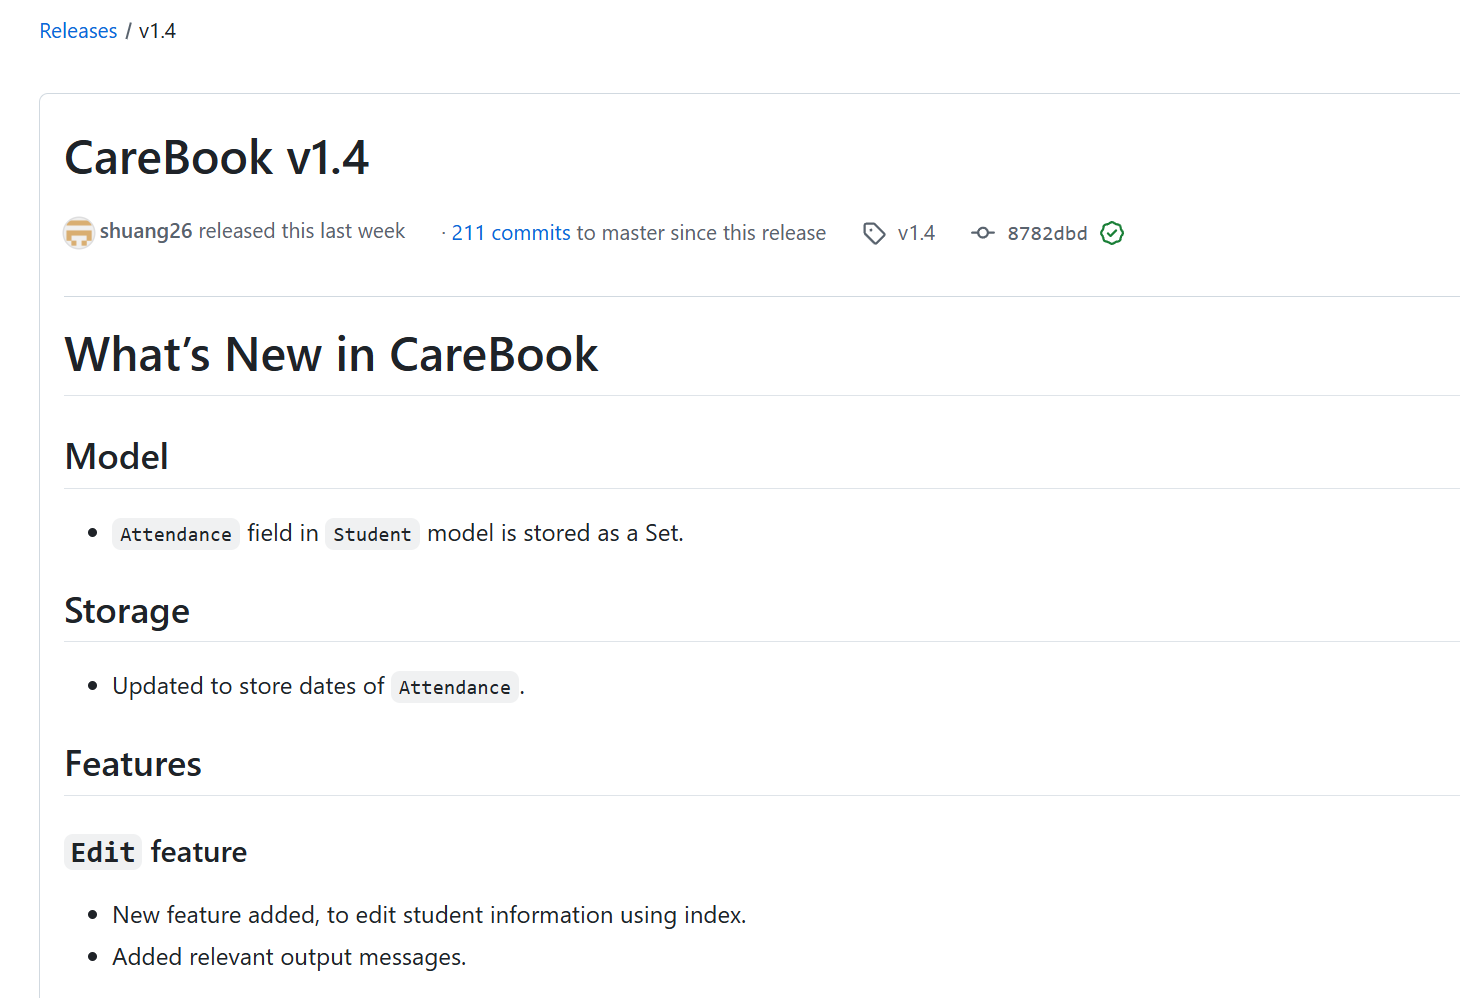 Releases / v1.4
CareBook v1.4
shuang26 released this last week · 211 commits to master since this release v1.4 8782dbd
What’s New in CareBook
Model
• Attendance field in Student model is stored as a Set.
Storage
• Updated to store dates of Attendance.
Features
Edit feature
• New feature added, to edit student information using index.
• Added relevant output messages.